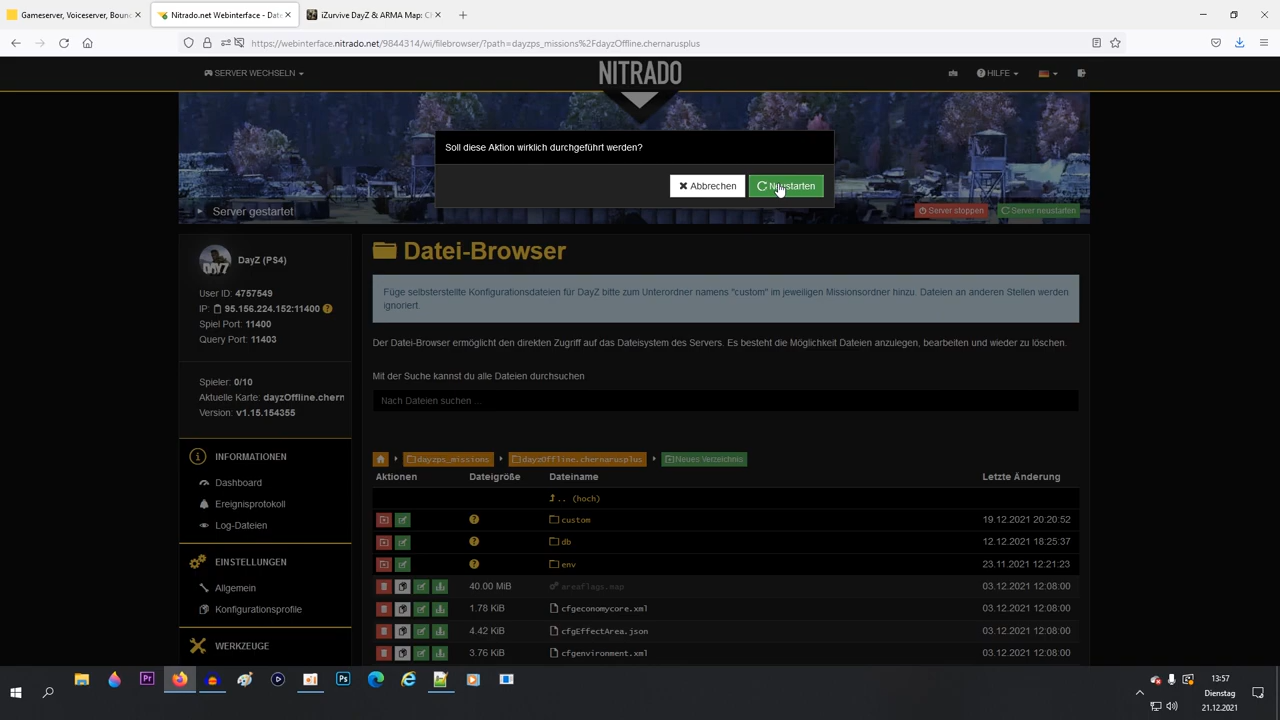 Gameserver, Voiceserver, Boun
Nitrado.net Webinterface - Date
iZurvive DayZ & ARMA Map: Ch
https://webinterface.nitrado.net/9844314/wi/filebrowser/?path=dayzps_missions%2FdayzOffline.chernarusplus
SERVER WECHSELN
NITRADO
HILFE
Soll diese Aktion wirklich durchgeführt werden?
Abbrechen
Neustarten
Server gestartet
Server stoppen
Server neustarten
DayZ (PS4)
User ID: 4757549
IP: 95.156.224.152:11400
Spiel Port: 11400
Query Port: 11403
Spieler: 0/10
Aktuelle Karte: dayzOffline.chern
Version: v1.15.154355
INFORMATIONEN
Dashboard
Ereignisprotokoll
Log-Dateien
EINSTELLUNGEN
Allgemein
Konfigurationsprofile
WERKZEUGE
Datei-Browser
Füge selbsterstellte Konfigurationsdateien für DayZ bitte zum Unterordner namens "custom" im jeweiligen Missionsordner hinzu. Dateien an anderen Stellen werden
ignoriert.
Der Datei-Browser ermöglicht den direkten Zugriff auf das Dateisystem des Servers. Es besteht die Möglichkeit Dateien anzulegen, bearbeiten und wieder zu löschen.
Mit der Suche kannst du alle Dateien durchsuchen
Nach Dateien suchen ...
dayzps_missions
dayzOffline.chernarusplus
Neues Verzeichnis
Aktionen Dateigröße Dateiname Letzte Änderung
.. (hoch)
custom 19.12.2021 20:20:52
db 12.12.2021 18:25:37
env 23.11.2021 12:21:23
40.00 MiB areaflags.map 03.12.2021 12:08:00
1.78 KiB cfgeconomycore.xml 03.12.2021 12:08:00
4.42 KiB cfgEffectArea.json 03.12.2021 12:08:00
3.76 KiB cfgenvironment.xml 03.12.2021 12:08:00
13:57
Dienstag
21.12.2021